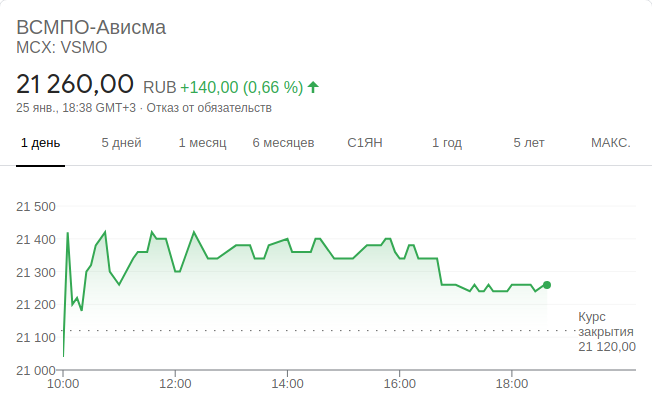 ВСМПО-Ависма
MCX: VSMO
21 260,00 RUB +140,00 (0,66 %)
25 янв., 18:38 GMT+3 · Отказ от обязательств
1 день 5 дней 1 месяц 6 месяцев С1ЯН 1 год 5 лет МАКС.
21 500
21 400
21 300
21 200
21 100
21 000
Курс
закрытия
21 120,00
10:00 12:00 14:00 16:00 18:00